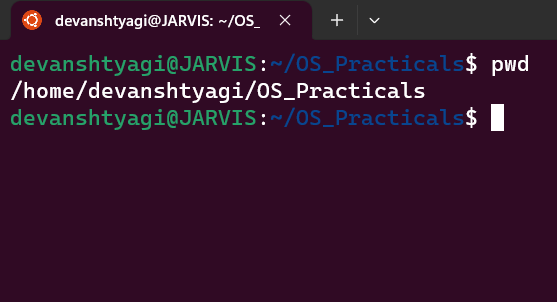 devanshtyagi@JARVIS: ~/OS_
devanshtyagi@JARVIS:~/OS_Practicals$ pwd
/home/devanshtyagi/OS_Practicals
devanshtyagi@JARVIS:~/OS_Practicals$